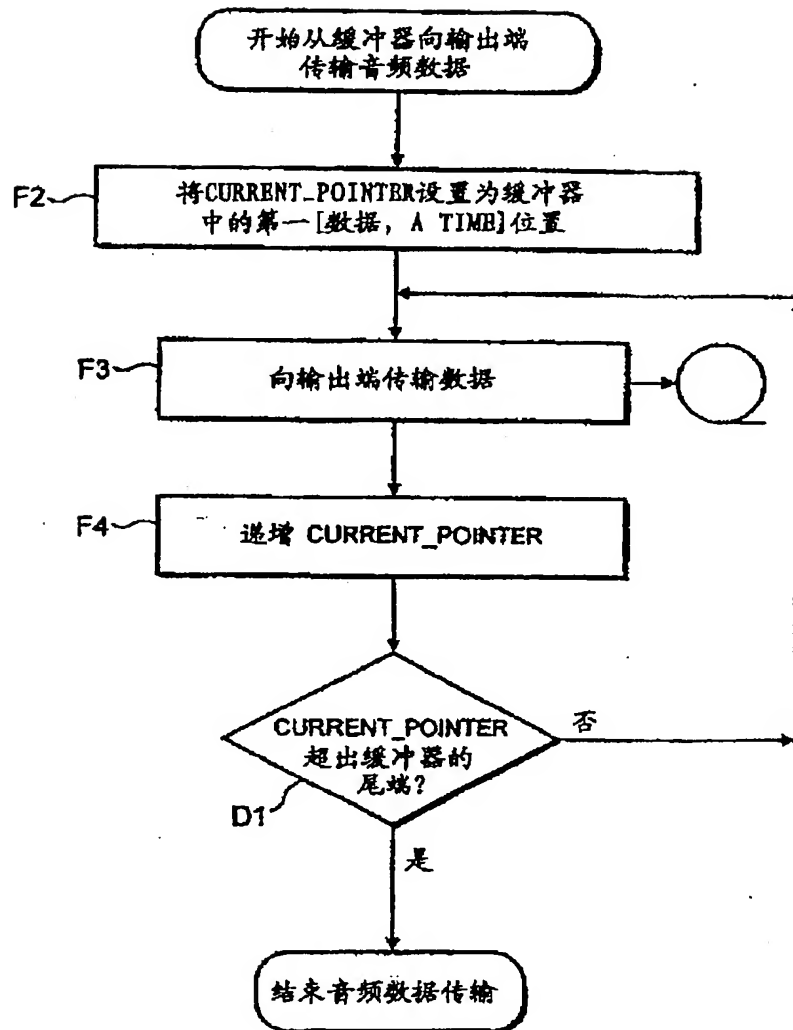 开始从缓冲器向输出端
传输音频数据
F2
将CURRENT_POINTER设置为缓冲器
中的第一[数据, A TIME]位置
F3
向输出端传输数据
F4
递增 CURRENT_POINTER
CURRENT_POINTER
超出缓冲器的
尾端?
否
D1
是
结束音频数据传输